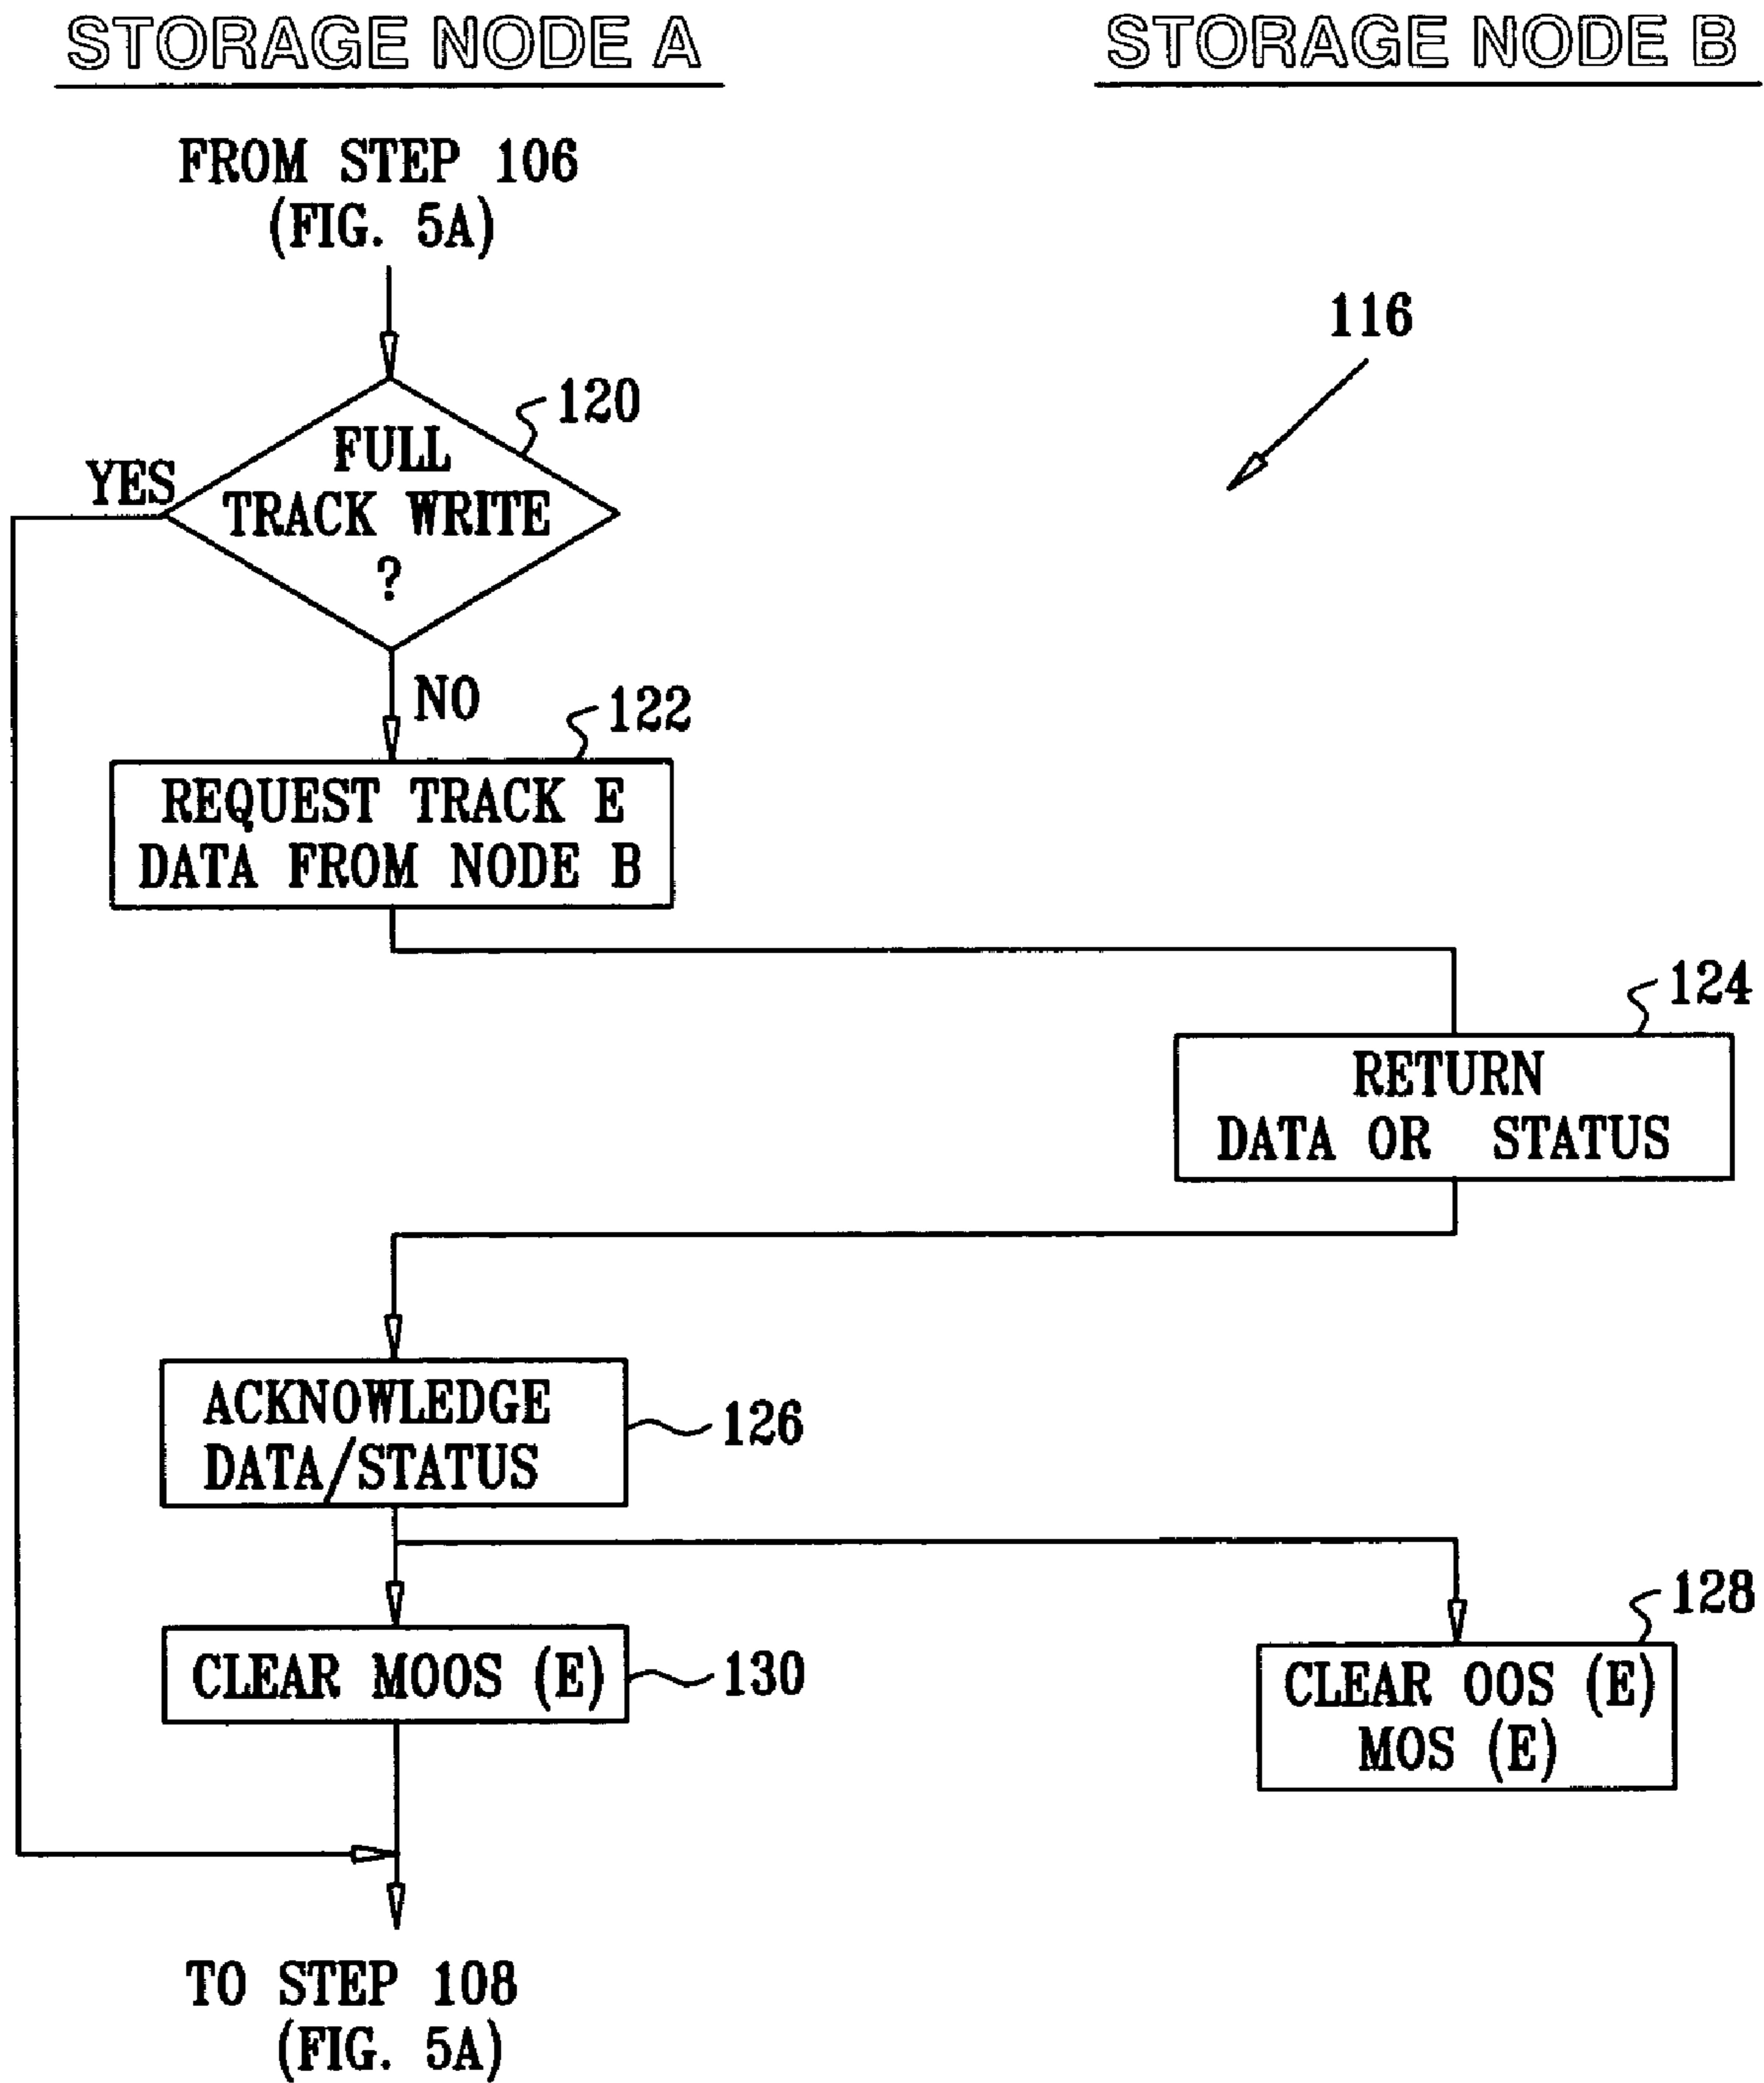 STORAGE NODE A
STORAGE NODE B
FROM STEP 106
(FIG. 5A)
116
120
FULL
TRACK WRITE
?
YES
NO
122
REQUEST TRACK E
DATA FROM NODE B
124
RETURN
DATA OR STATUS
ACKNOWLEDGE
DATA/STATUS
126
128
CLEAR MOOS (E)
130
CLEAR OOS (E)
MOS (E)
TO STEP 108
(FIG. 5A)